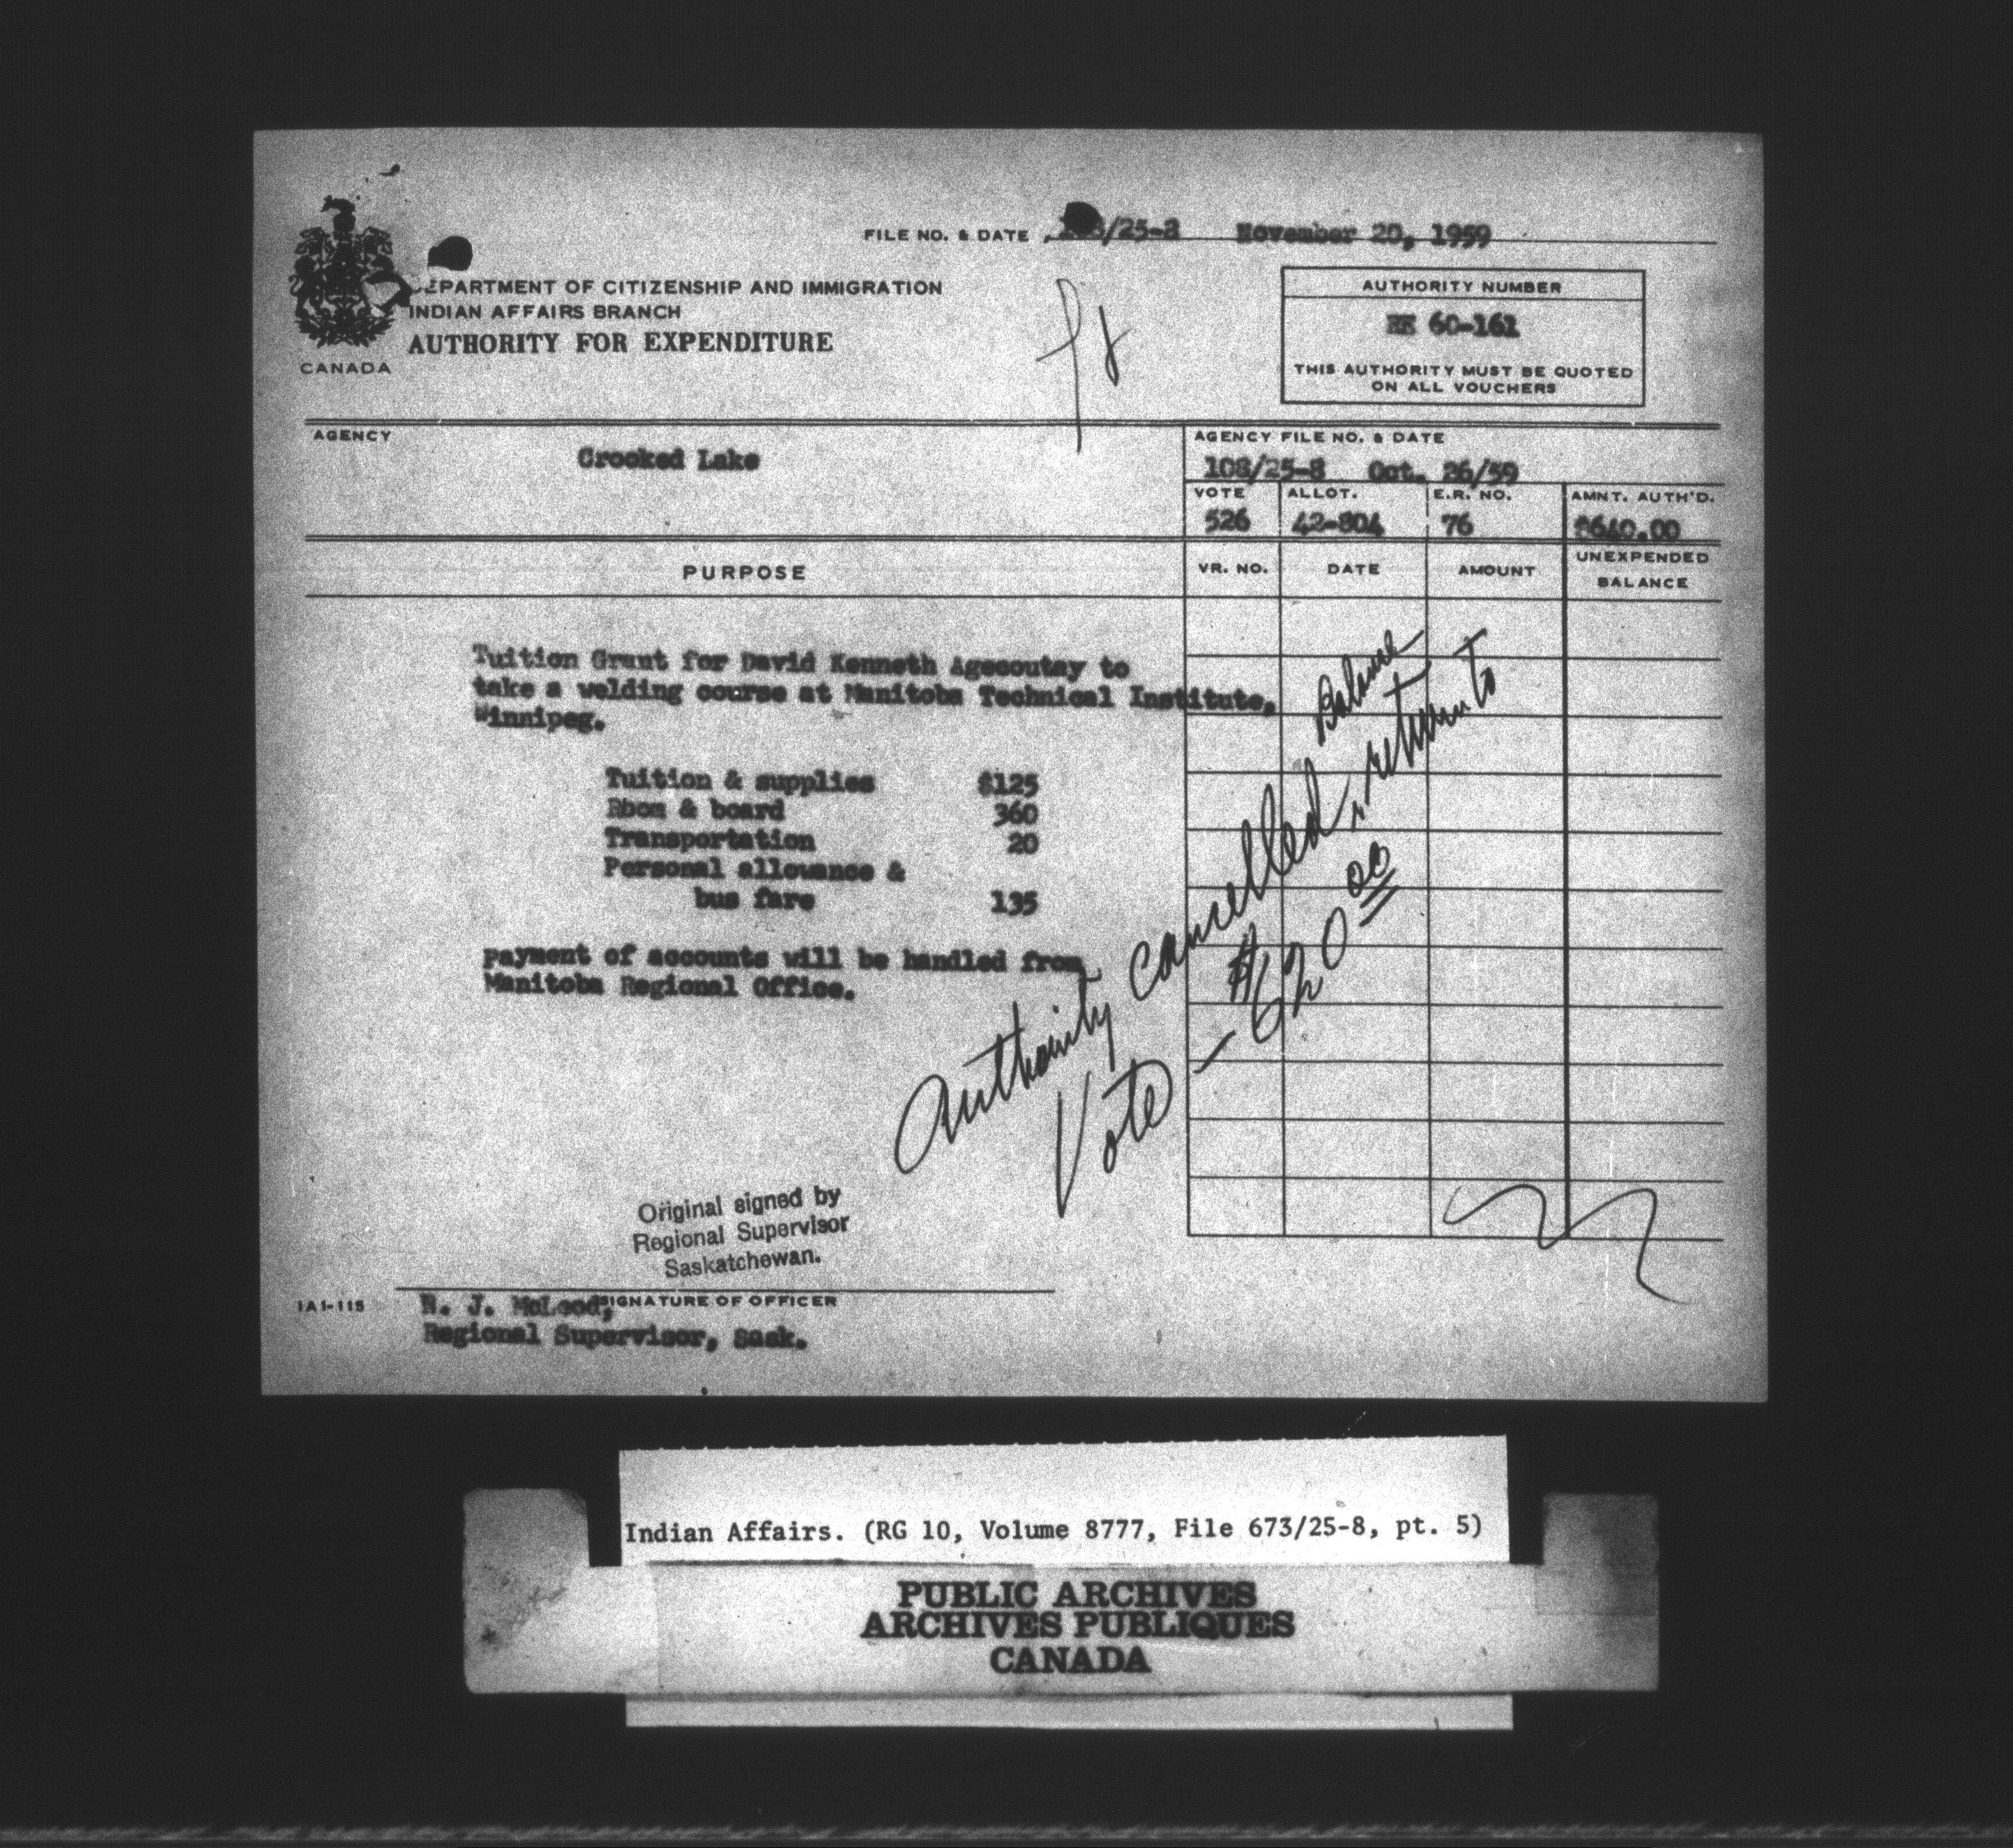 FILE NO. & DATE /25-8 November 20, 1959
DEPARTMENT OF CITIZENSHIP AND IMMIGRATION
INDIAN AFFAIRS BRANCH
AUTHORITY FOR EXPENDITURE
CANADA
AUTHORITY NUMBER
60-161
THIS AUTHORITY MUST BE QUOTED
ON ALL VOUCHERS
AGENCY
Crooked Lake
AGENCY FILE NO. & DATE
108/25-8 Oct. 26/59
VOTE ALLOT. E.R. NO. AMNT. AUTH'D.
526 42-804 76 $640.00
PURPOSE
VR. NO. DATE AMOUNT UNEXPENDED
BALANCE
Tuition Grant for David Kenneth Agecoutay to
take a welding course at Manitoba Technical Institute,
Winnipeg.
Tuition & supplies $125
Room & board 360
Transportation 20
Personal allowance &
bus fare 135
Payment of accounts will be handled from
Manitoba Regional Office.
Balance
Authority cancelled, return to
Vote - $620.00
Original signed by
Regional Supervisor
Saskatchewan.
SIGNATURE OF OFFICER
IAI-115
N. J. McLeod,
Regional Supervisor, Sask.
Indian Affairs. (RG 10, Volume 8777, File 673/25-8, pt. 5)
PUBLIC ARCHIVES
ARCHIVES PUBLIQUES
CANADA